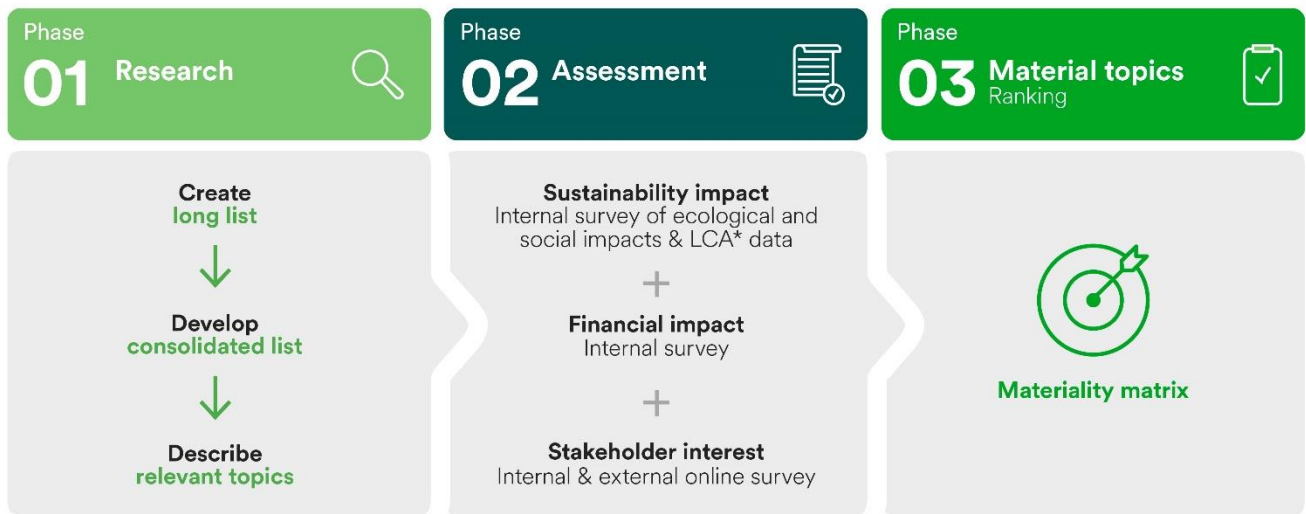 Phase
01 Research
Create
long list
Develop
consolidated list
Describe
relevant topics
Phase
02 Assessment
Sustainability impact
Internal survey of ecological and
social impacts & LCA* data
+
Financial impact
Internal survey
+
Stakeholder interest
Internal & external online survey
Phase
03 Material topics
Ranking
Materiality matrix